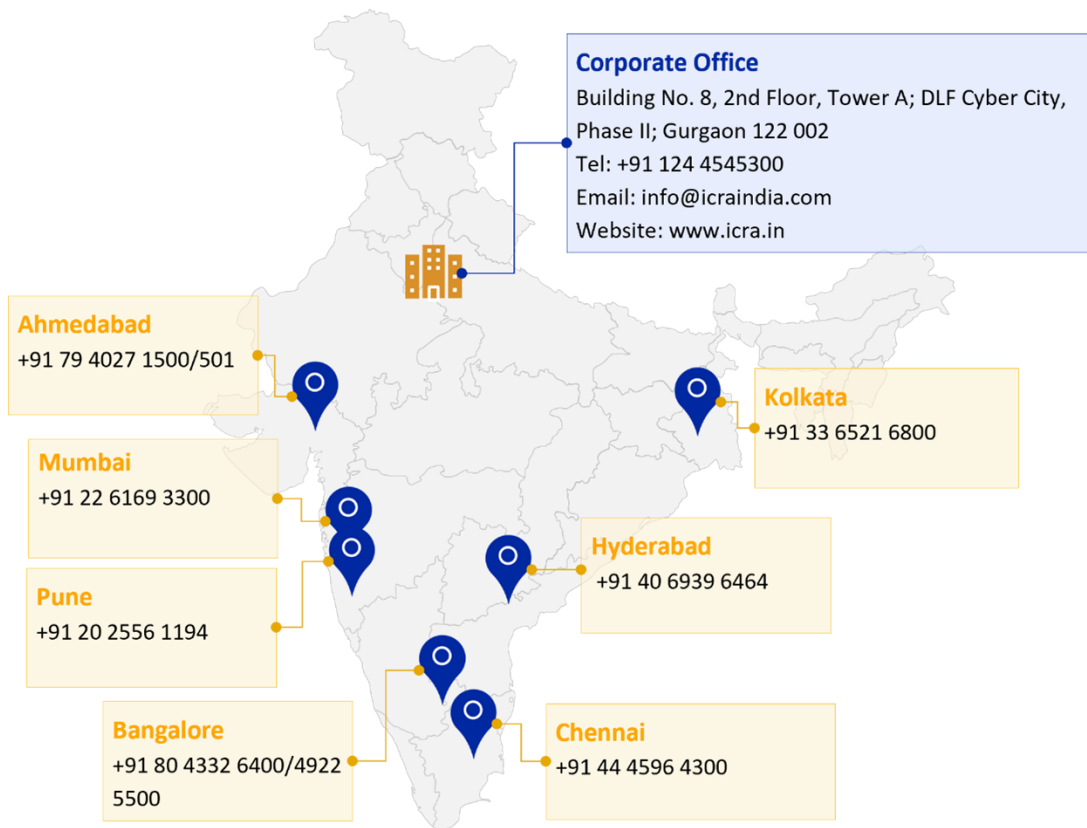 Corporate Office
Building No. 8, 2nd Floor, Tower A; DLF Cyber City,
Phase II; Gurgaon 122 002
Tel: +91 124 4545300
Email: info@icraindia.com
Website: www.icra.in
Ahmedabad
+91 79 4027 1500/501
Kolkata
+91 33 6521 6800
Mumbai
+91 22 6169 3300
Hyderabad
+91 40 6939 6464
Pune
+91 20 2556 1194
Bangalore
+91 80 4332 6400/4922
5500
Chennai
+91 44 4596 4300